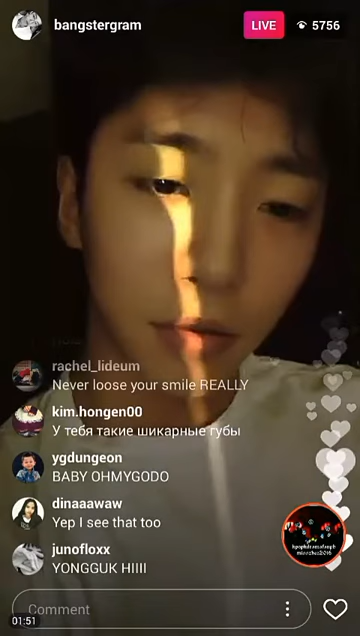 bangstergram
LIVE
5756
rachel_lideum
Never loose your smile REALLY
kim.hongen00
У тебя такие шикарные губы
ygdungeon
BABY OHMYGODO
dinaaawaw
Yep I see that too
junofloxx
YONGGUK HIIII
Comment
01:51